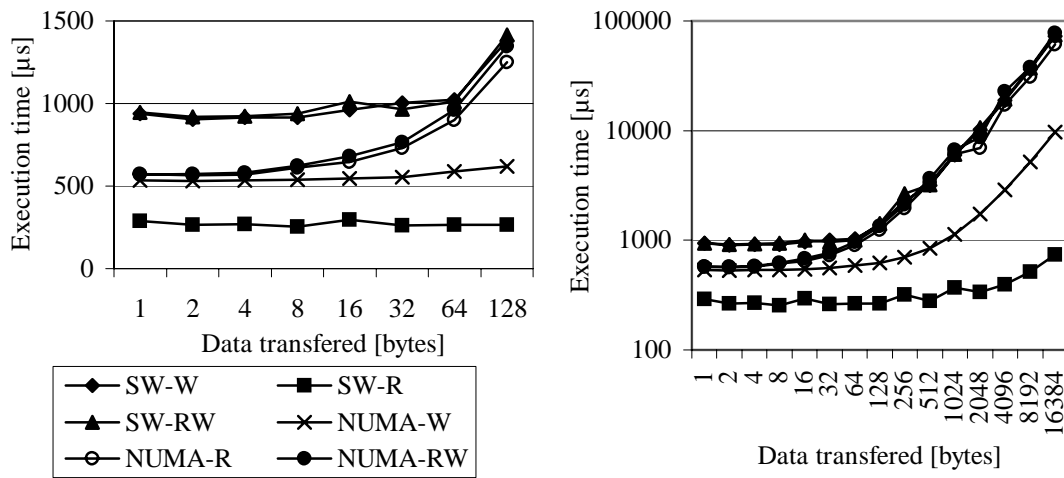 1500
1000
500
0
Execution time [µs]
1 2 4 8 16 32 64 128
Data transfered [bytes]
SW-W SW-R
SW-RW NUMA-W
NUMA-R NUMA-RW
100000
10000
1000
100
Execution time [µs]
1 2 4 8 16 32 64 128 256 512 1024 2048 4096 8192 16384
Data transfered [bytes]